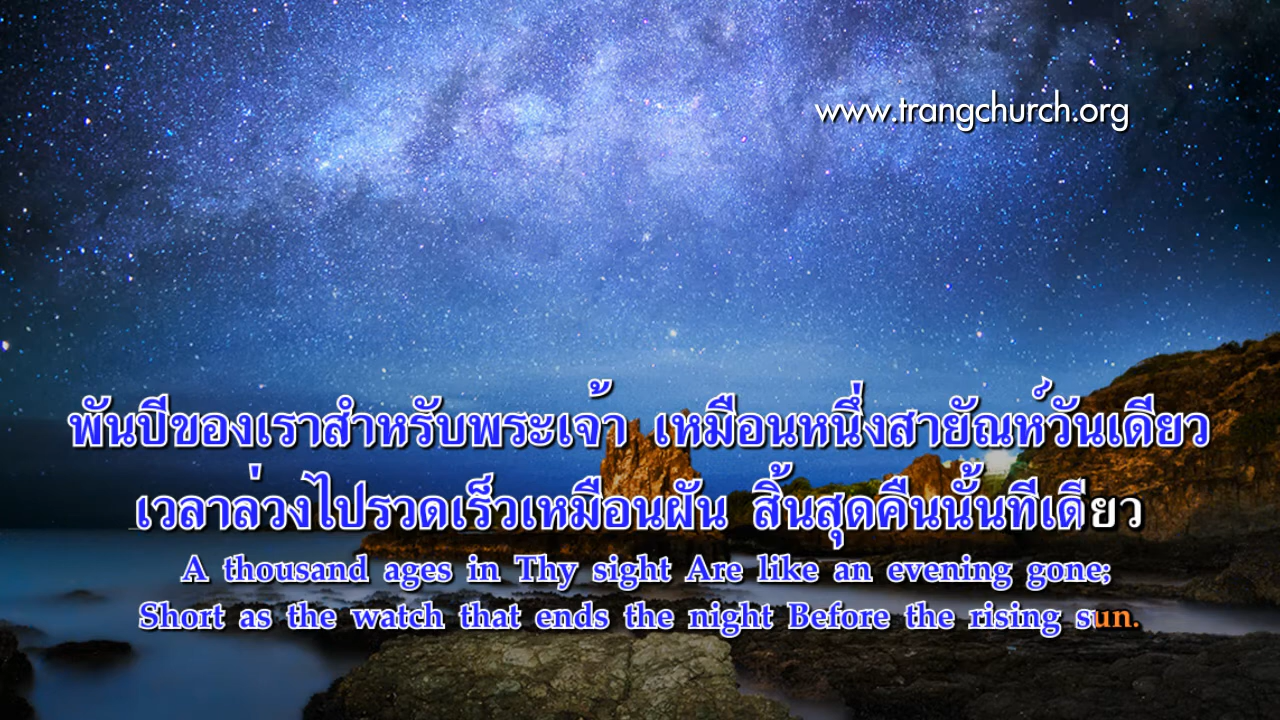 www.trangchurch.org
พันปีของเราสำหรับพระเจ้า เหมือนหนึ่งสายัณห์วันเดียว
เวลาล่วงไปรวดเร็วเหมือนฝัน สิ้นสุดคืนนั้นทีเดียว
A thousand ages in Thy sight Are like an evening gone;
Short as the watch that ends the night Before the rising sun.